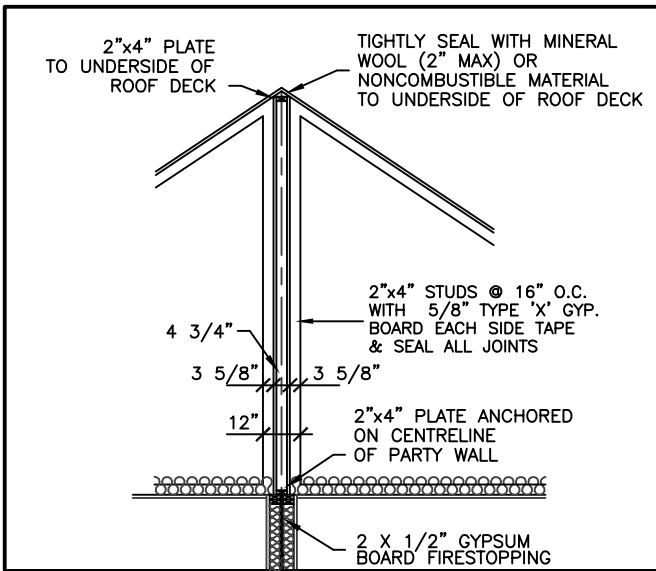 2"x4" PLATE
TO UNDERSIDE OF
ROOF DECK
TIGHTLY SEAL WITH MINERAL
WOOL (2" MAX) OR
NONCOMBUSTIBLE MATERIAL
TO UNDERSIDE OF ROOF DECK
2"x4" STUDS @ 16" O.C.
WITH 5/8" TYPE 'X' GYP.
BOARD EACH SIDE TAPE
& SEAL ALL JOINTS
4 3/4"
3 5/8"
3 5/8"
12"
2"x4" PLATE ANCHORED
ON CENTRELINE
OF PARTY WALL
2 X 1/2" GYPSUM
BOARD FIRESTOPPING